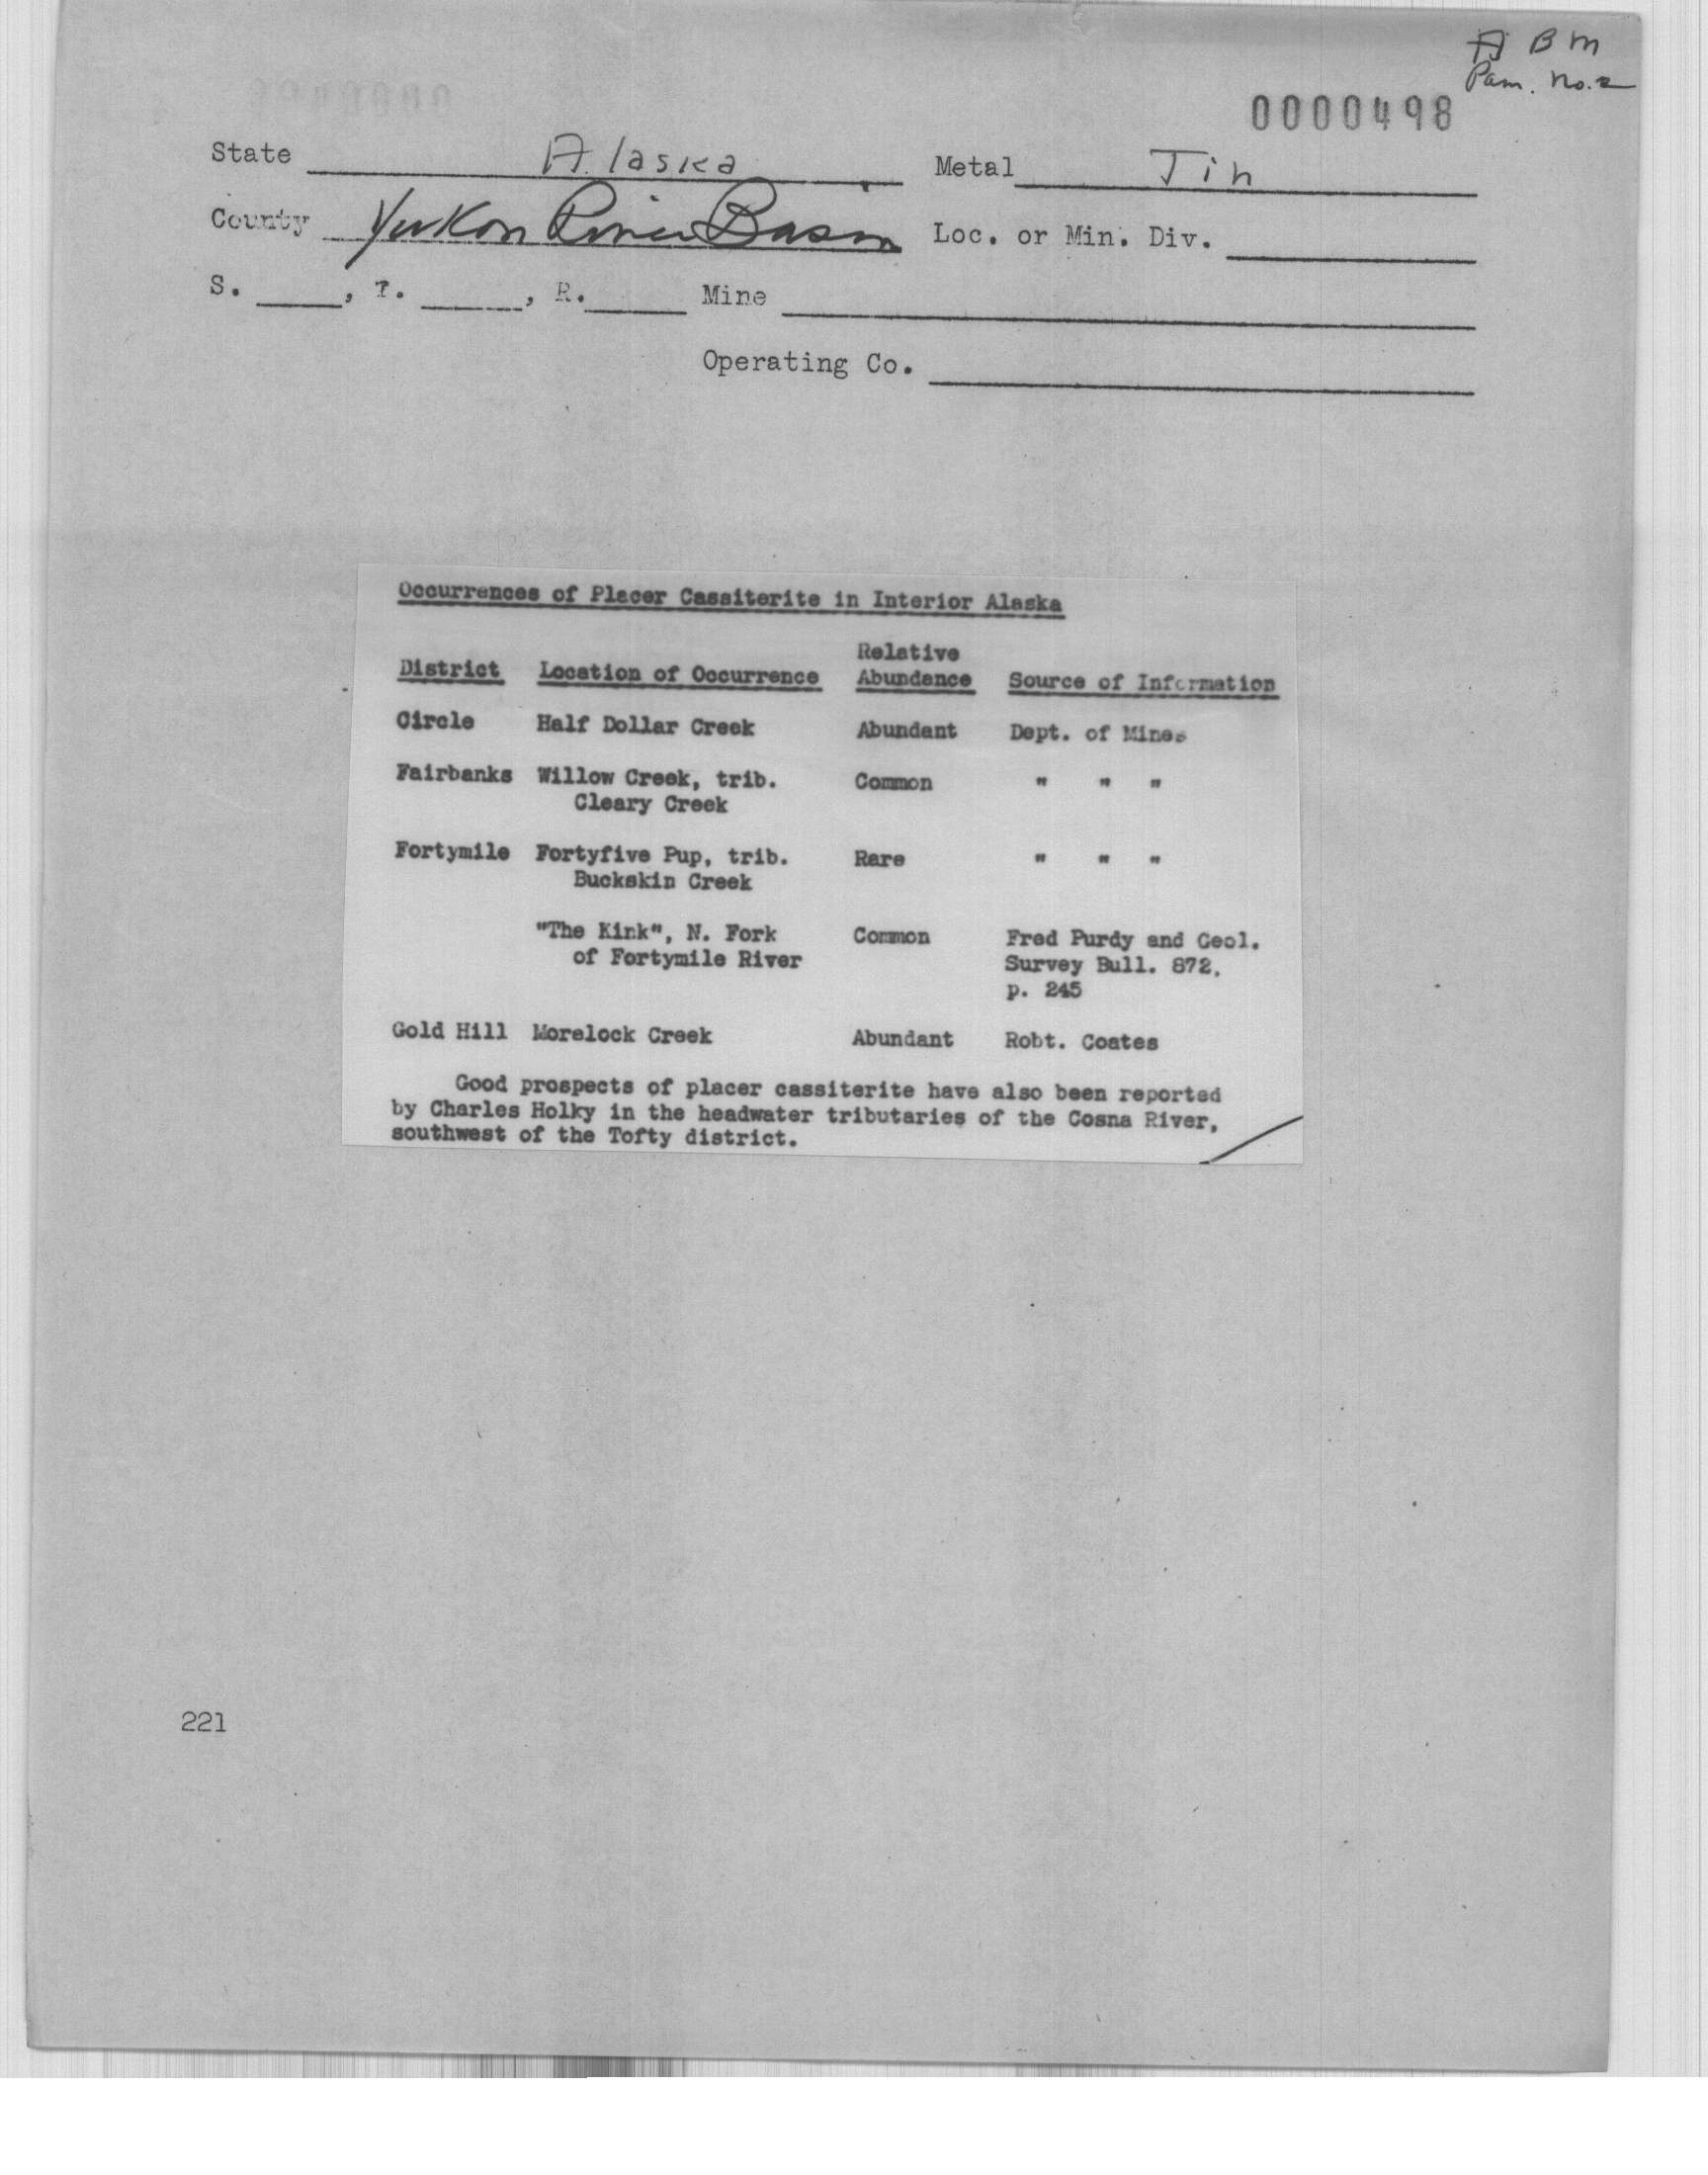 A B M
Pam. No. 2
0000498
State Alaska Metal Tin
County Yukon River Basin Loc. or Min. Div.
S. , T. , R. Mine
Operating Co.
Occurrences of Placer Cassiterite in Interior Alaska
Relative
District Location of Occurrence Abundance Source of Information
Circle Half Dollar Creek Abundant Dept. of Mines
Fairbanks Willow Creek, trib. Common " " "
Cleary Creek
Fortymile Fortyfive Pup, trib. Rare " " "
Buckskin Creek
"The Kink", N. Fork Common Fred Purdy and Geol.
of Fortymile River Survey Bull. 872,
p. 245
Gold Hill Morelock Creek Abundant Robt. Coates
Good prospects of placer cassiterite have also been reported
by Charles Holky in the headwater tributaries of the Cosna River,
southwest of the Tofty district.
221